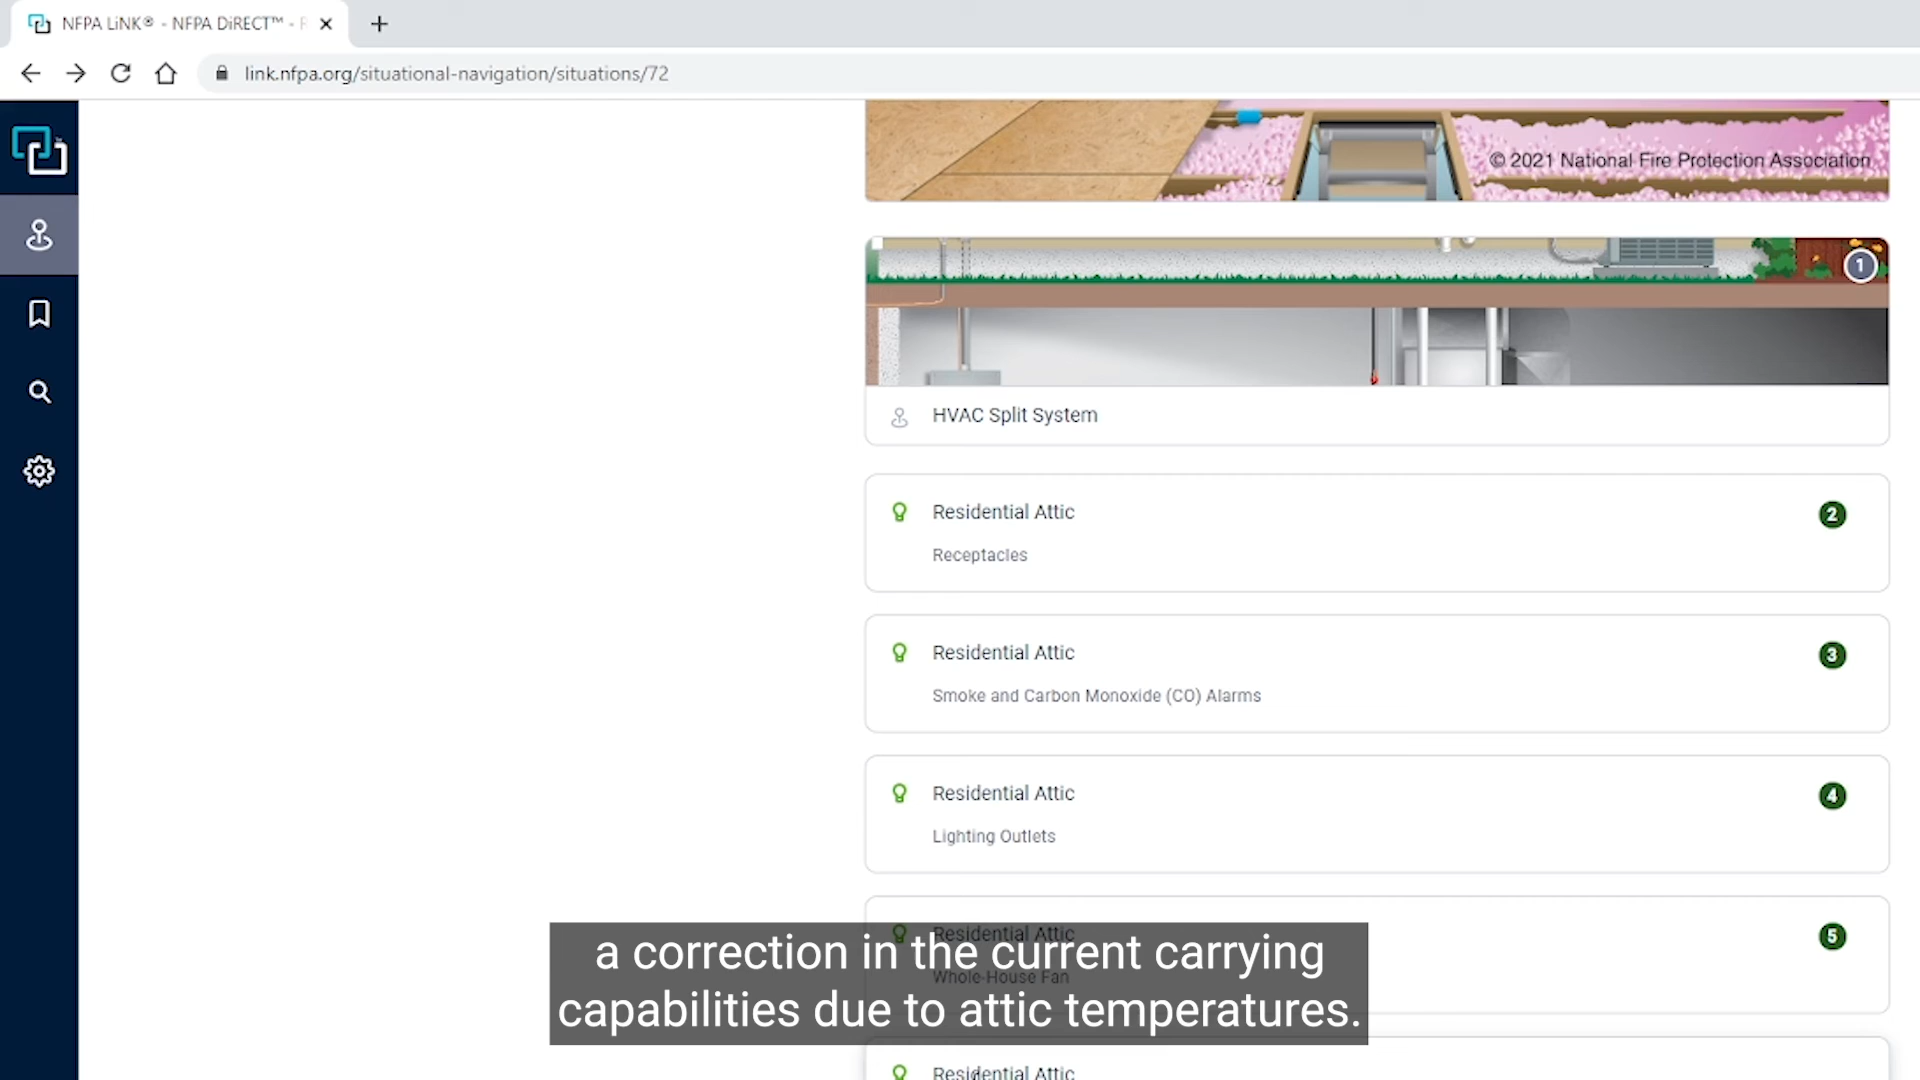 NFPA LiNK® - NFPA DiRECT™ -
link.nfpa.org/situational-navigation/situations/72
© 2021 National Fire Protection Association
1
HVAC Split System
Residential Attic
2
Receptacles
Residential Attic
3
Smoke and Carbon Monoxide (CO) Alarms
Residential Attic
4
Lighting Outlets
Residential Attic
5
Whole-House Fan
a correction in the current carrying
capabilities due to attic temperatures.
Residential Attic